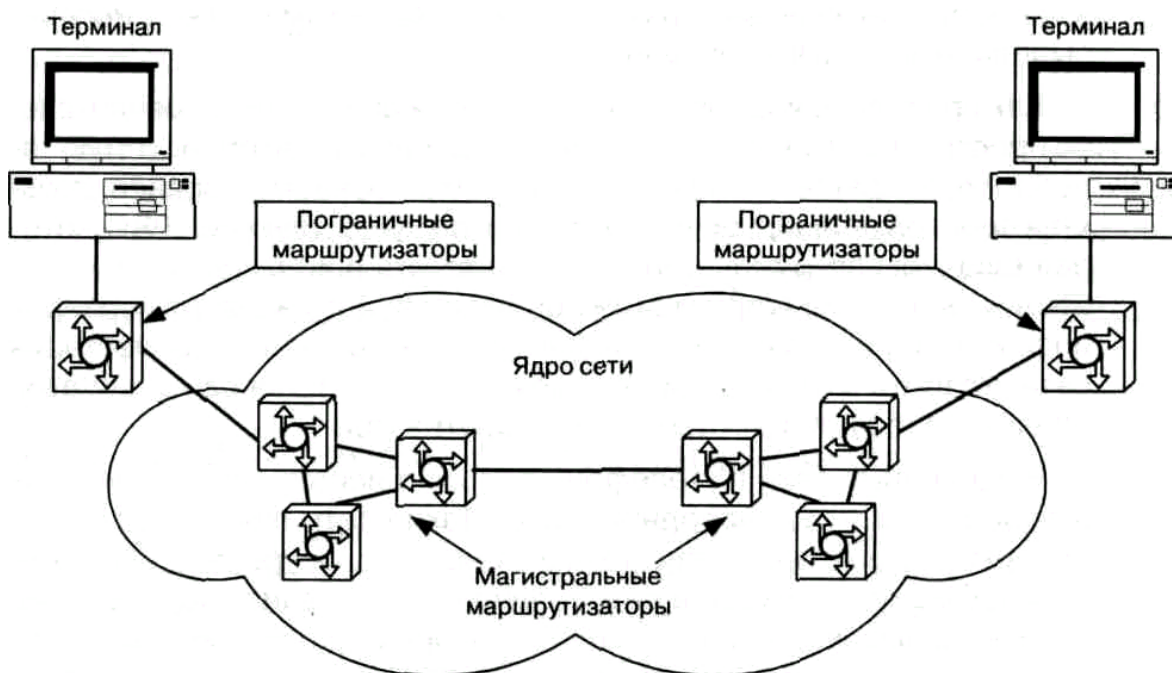 Терминал
Терминал
Пограничные
маршрутизаторы
Пограничные
маршрутизаторы
Ядро сети
Магистральные
маршрутизаторы